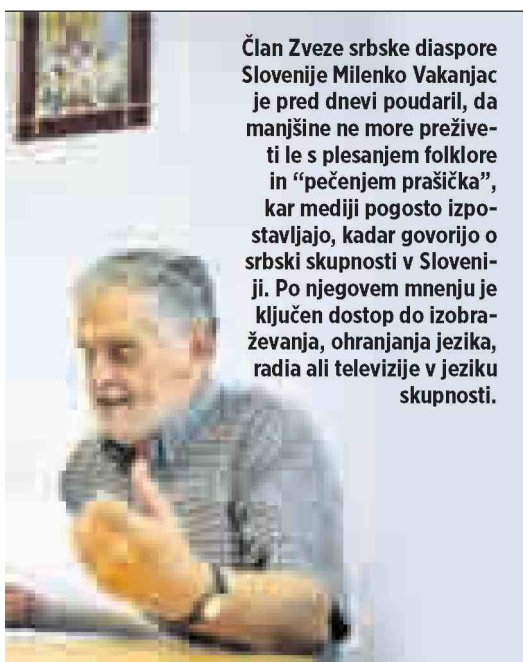 Član Zveze srbske diaspore
Slovenije Milenko Vakanjac
je pred dnevi poudaril, da
manjšine ne more prežive-
ti le s plesanjem folklore
in “pečenjem prašička”,
kar mediji pogosto izpo-
stavljajo, kadar govorijo o
srbski skupnosti v Sloveni-
ji. Po njegovem mnenju je
ključen dostop do izobra-
ževanja, ohranjanja jezika,
radia ali televizije v jeziku
skupnosti.